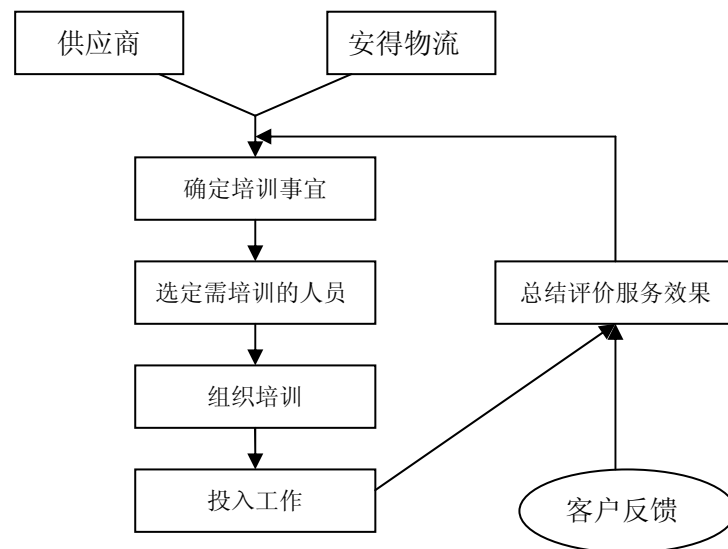 供应商
安得物流
确定培训事宜
选定需培训的人员
总结评价服务效果
组织培训
投入工作
客户反馈